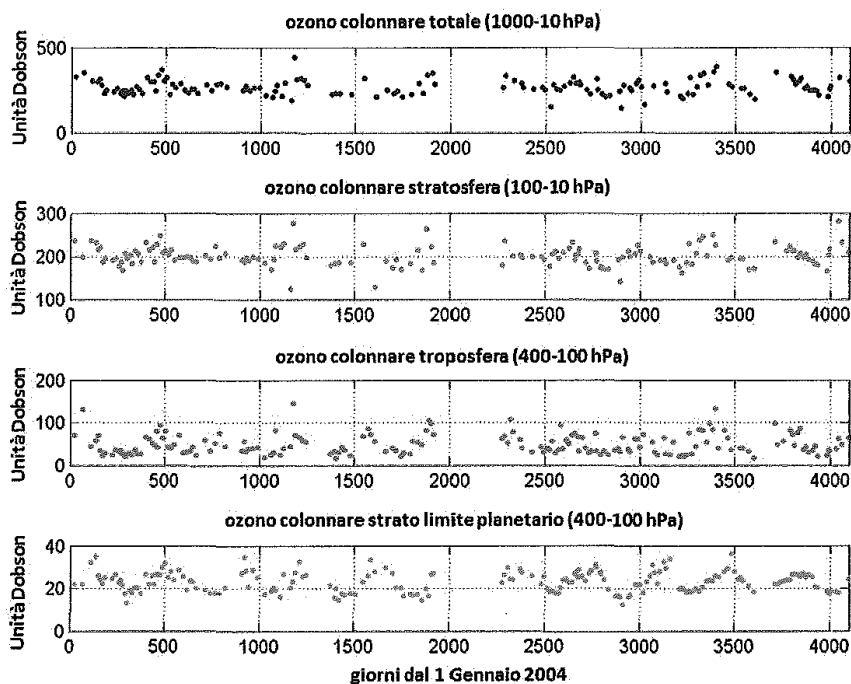 ozono colonnare totale (1000-10 hPa)
Unità Dobson
500
0
0 500 1000 1500 2000 2500 3000 3500 4000
ozono colonnare stratosfera (100-10 hPa)
Unità Dobson
300
200
100
0 500 1000 1500 2000 2500 3000 3500 4000
ozono colonnare troposfera (400-100 hPa)
Unità Dobson
200
100
0
0 500 1000 1500 2000 2500 3000 3500 4000
ozono colonnare strato limite planetario (400-100 hPa)
Unità Dobson
40
20
0
0 500 1000 1500 2000 2500 3000 3500 4000
giorni dal 1 Gennaio 2004